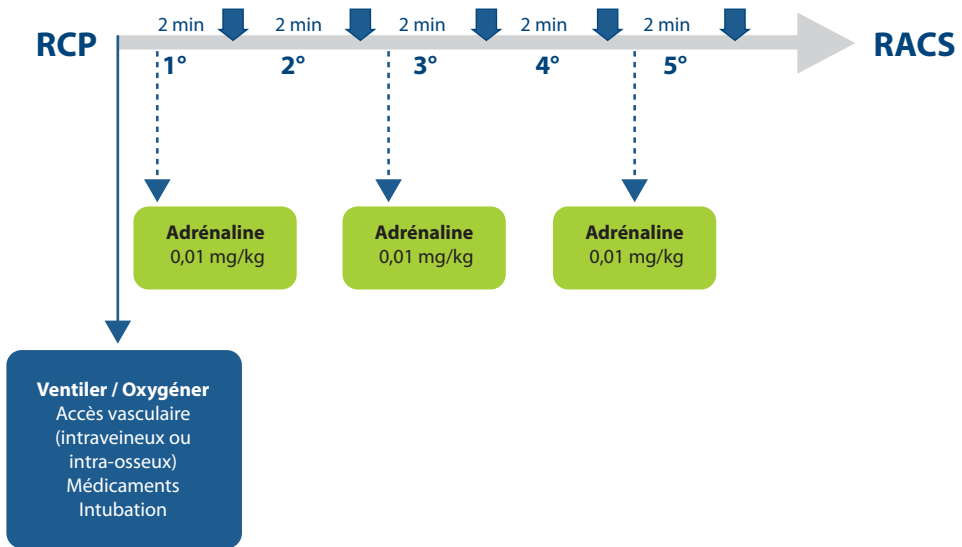 2 min 2 min 2 min 2 min 2 min
RCP RACS
1° 2° 3° 4° 5°
Adrénaline
0,01 mg/kg
Adrénaline
0,01 mg/kg
Adrénaline
0,01 mg/kg
Ventiler / Oxygéner
Accès vasculaire
(intraveineux ou
intra-osseux)
Médicaments
Intubation